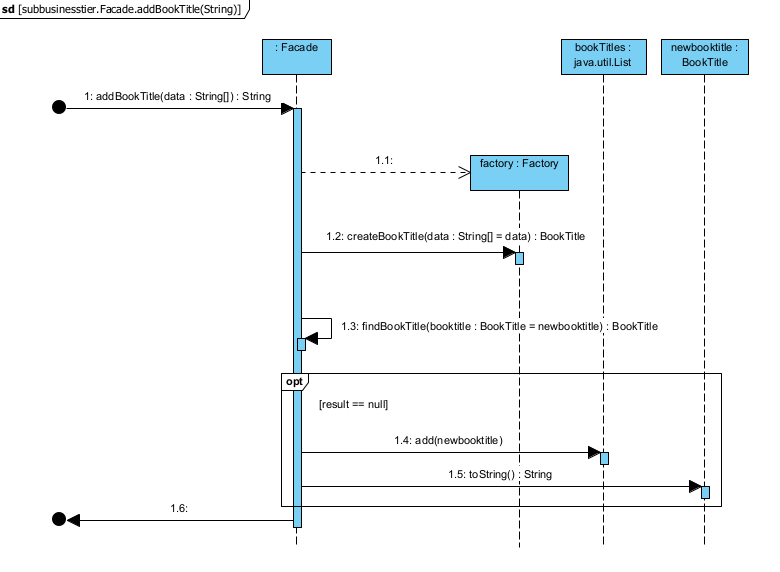 sd [subbusinesstier.Facade.addBookTitle(String)]
: Facade
bookTitles :
java.util.List
newbooktitle :
BookTitle
1: addBookTitle(data : String[]) : String
1.1:
factory : Factory
1.2: createBookTitle(data : String[] = data) : BookTitle
1.3: findBookTitle(booktitle : BookTitle = newbooktitle) : BookTitle
opt
[result == null]
1.4: add(newbooktitle)
1.5: toString() : String
1.6: